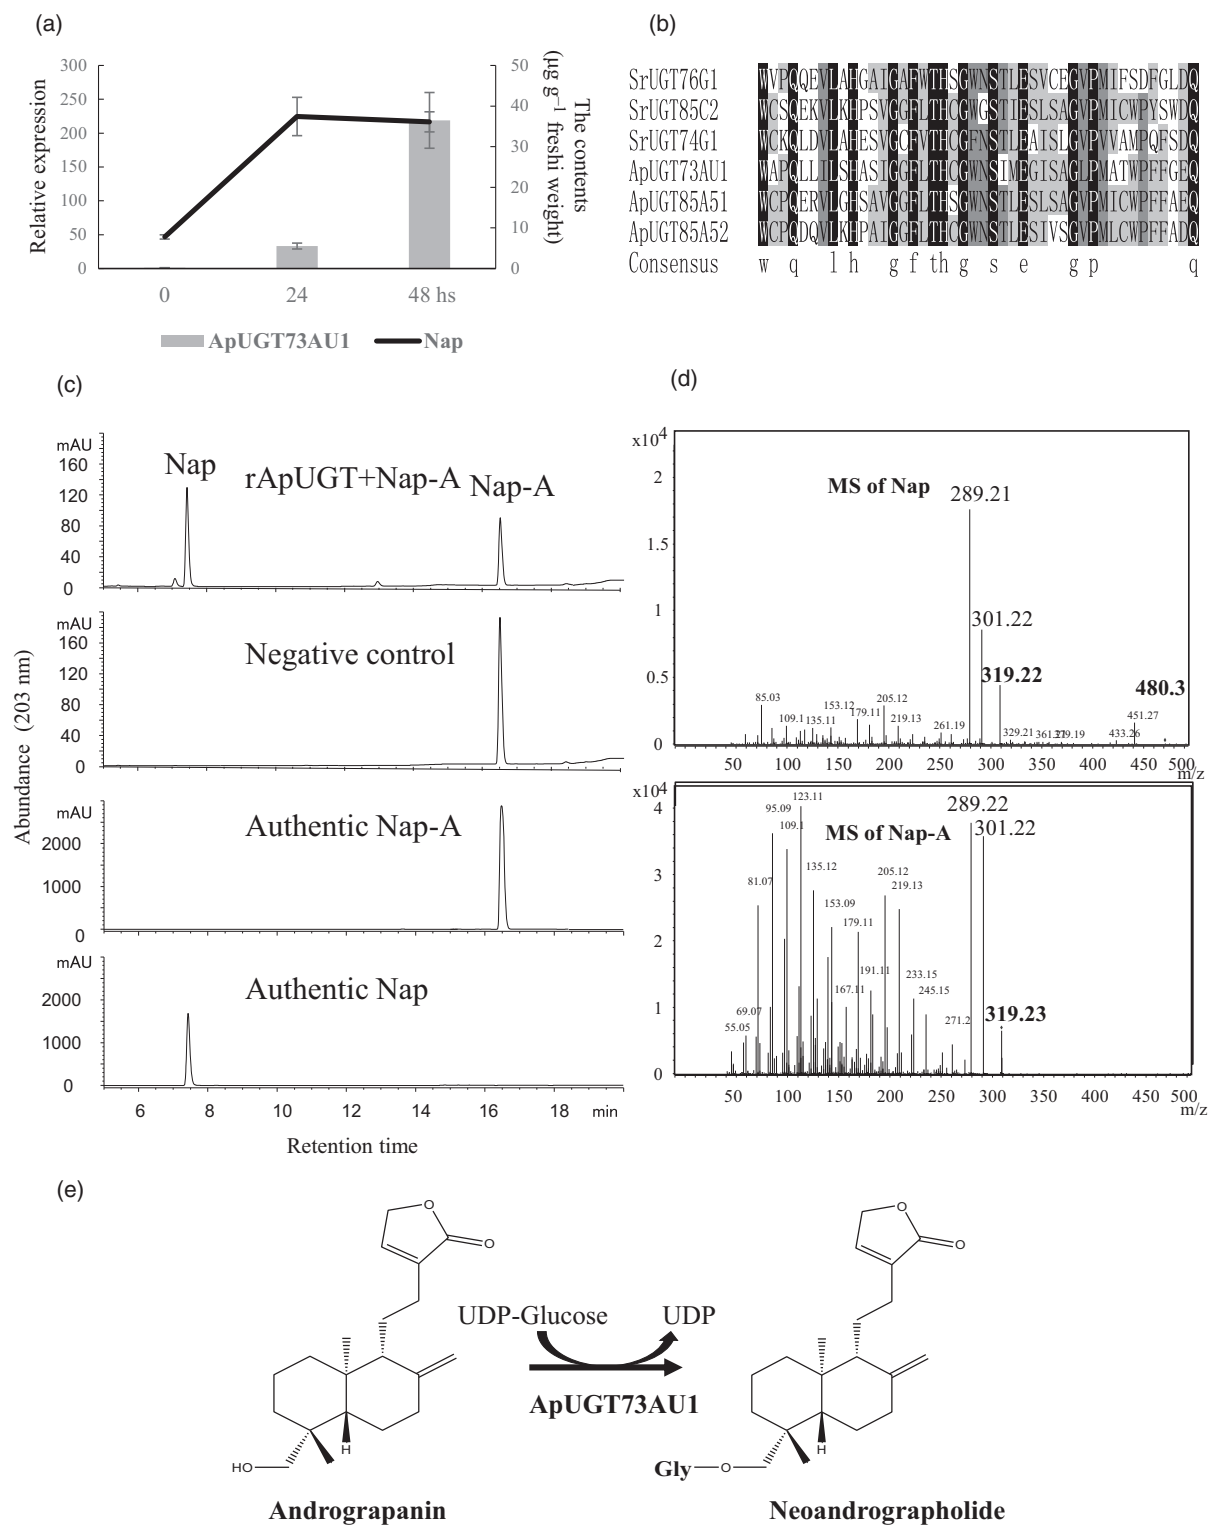 (a)
300
250
200
150
100
50
0
Relative expression
50
40
30
20
10
0
The contents
(µg g⁻¹ freshi weight)
0 24 48 hs
ApUGT73AU1 Nap
(b)
SrUGT76G1 WVPQQEVLAHGAIGAFWTHSGWNSTLESVCEGVPMIFSDFGLDQ
SrUGT85C2 WCSQEKVLKHPSVGGFLTHCGWGSTIESLSAGVPMICWPYSWDQ
SrUGT74G1 WCKQLDVLAHESVGCFVTHCGFNSTLEAISLGVPVVAMPQFSDQ
ApUGT73AU1 WAPQLLILSHASIGGFLTHCGWNSIMEGISAGLPMATWPFFGEQ
ApUGT85A51 WCPQERVLGHSAVGGFLTHSGWNSTLESLSAGVPMICWPFFAEQ
ApUGT85A52 WCPQDQVLKHPAIGGFLTHCGWNSTLESIVSGVPMLCWPFFADQ
Consensus w q l h g f th g s e g p q
(c)
mAU
160
120
80
40
0
Nap rApUGT+Nap-A Nap-A
mAU
160
120
80
40
0
Negative control
mAU
2000
1000
0
Authentic Nap-A
mAU
2000
1000
0
Authentic Nap
Abundance (203 nm)
6 8 10 12 14 16 18 min
Retention time
(d)
x10⁴
2
1.5
1
0.5
0
MS of Nap
289.21
301.22
319.22
480.3
85.03
109.1
135.11
153.12
179.11
205.12
219.13
261.19
329.21
379.19
433.26
451.27
50 100 150 200 250 300 350 400 450 500
m/z
x10⁴
4
3
2
1
0
MS of Nap-A
123.11
95.09
109.1
289.22
301.22
135.12
81.07
153.09
205.12
219.13
179.11
191.11
167.11
233.15
245.15
69.07
55.05
271.2
319.23
50 100 150 200 250 300 350 400 450 500
m/z
(e)
O
O
HO
H
Andrograpanin
UDP-Glucose UDP
ApUGT73AU1
O
O
Gly O
H
Neoandrographolide